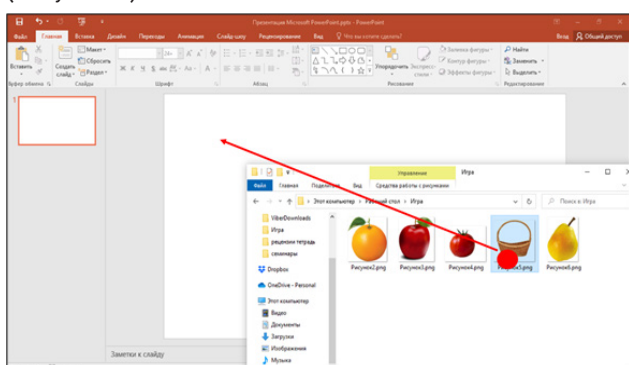 Презентация Microsoft PowerPoint.pptx - PowerPoint
Файл Главная Вставка Дизайн Переходы Анимация Слайд-шоу Рецензирование Вид Что вы хотите сделать? Вход Общий доступ
Вставить Создать слайд Макет Сбросить Раздел
Ж К Ч S abc
Упорядочить Экспресс-стили Заливка фигуры Контур фигуры Эффекты фигуры
Найти Заменить Выделить
Буфер обмена Слайды Шрифт Абзац Рисование Редактирование
1
Управление Игра
Файл Главная Поделиться Вид Средства работы с рисунками
Этот компьютер › Рабочий стол › Игра Поиск в: Игра
ViberDownloads
Игра
рецензии тетрадь
семинары
Dropbox
OneDrive - Personal
Этот компьютер
Видео
Документы
Загрузки
Изображения
Музыка
Рисунок2.png Рисунок3.png Рисунок4.png Рисунок6.png
Заметки к слайду